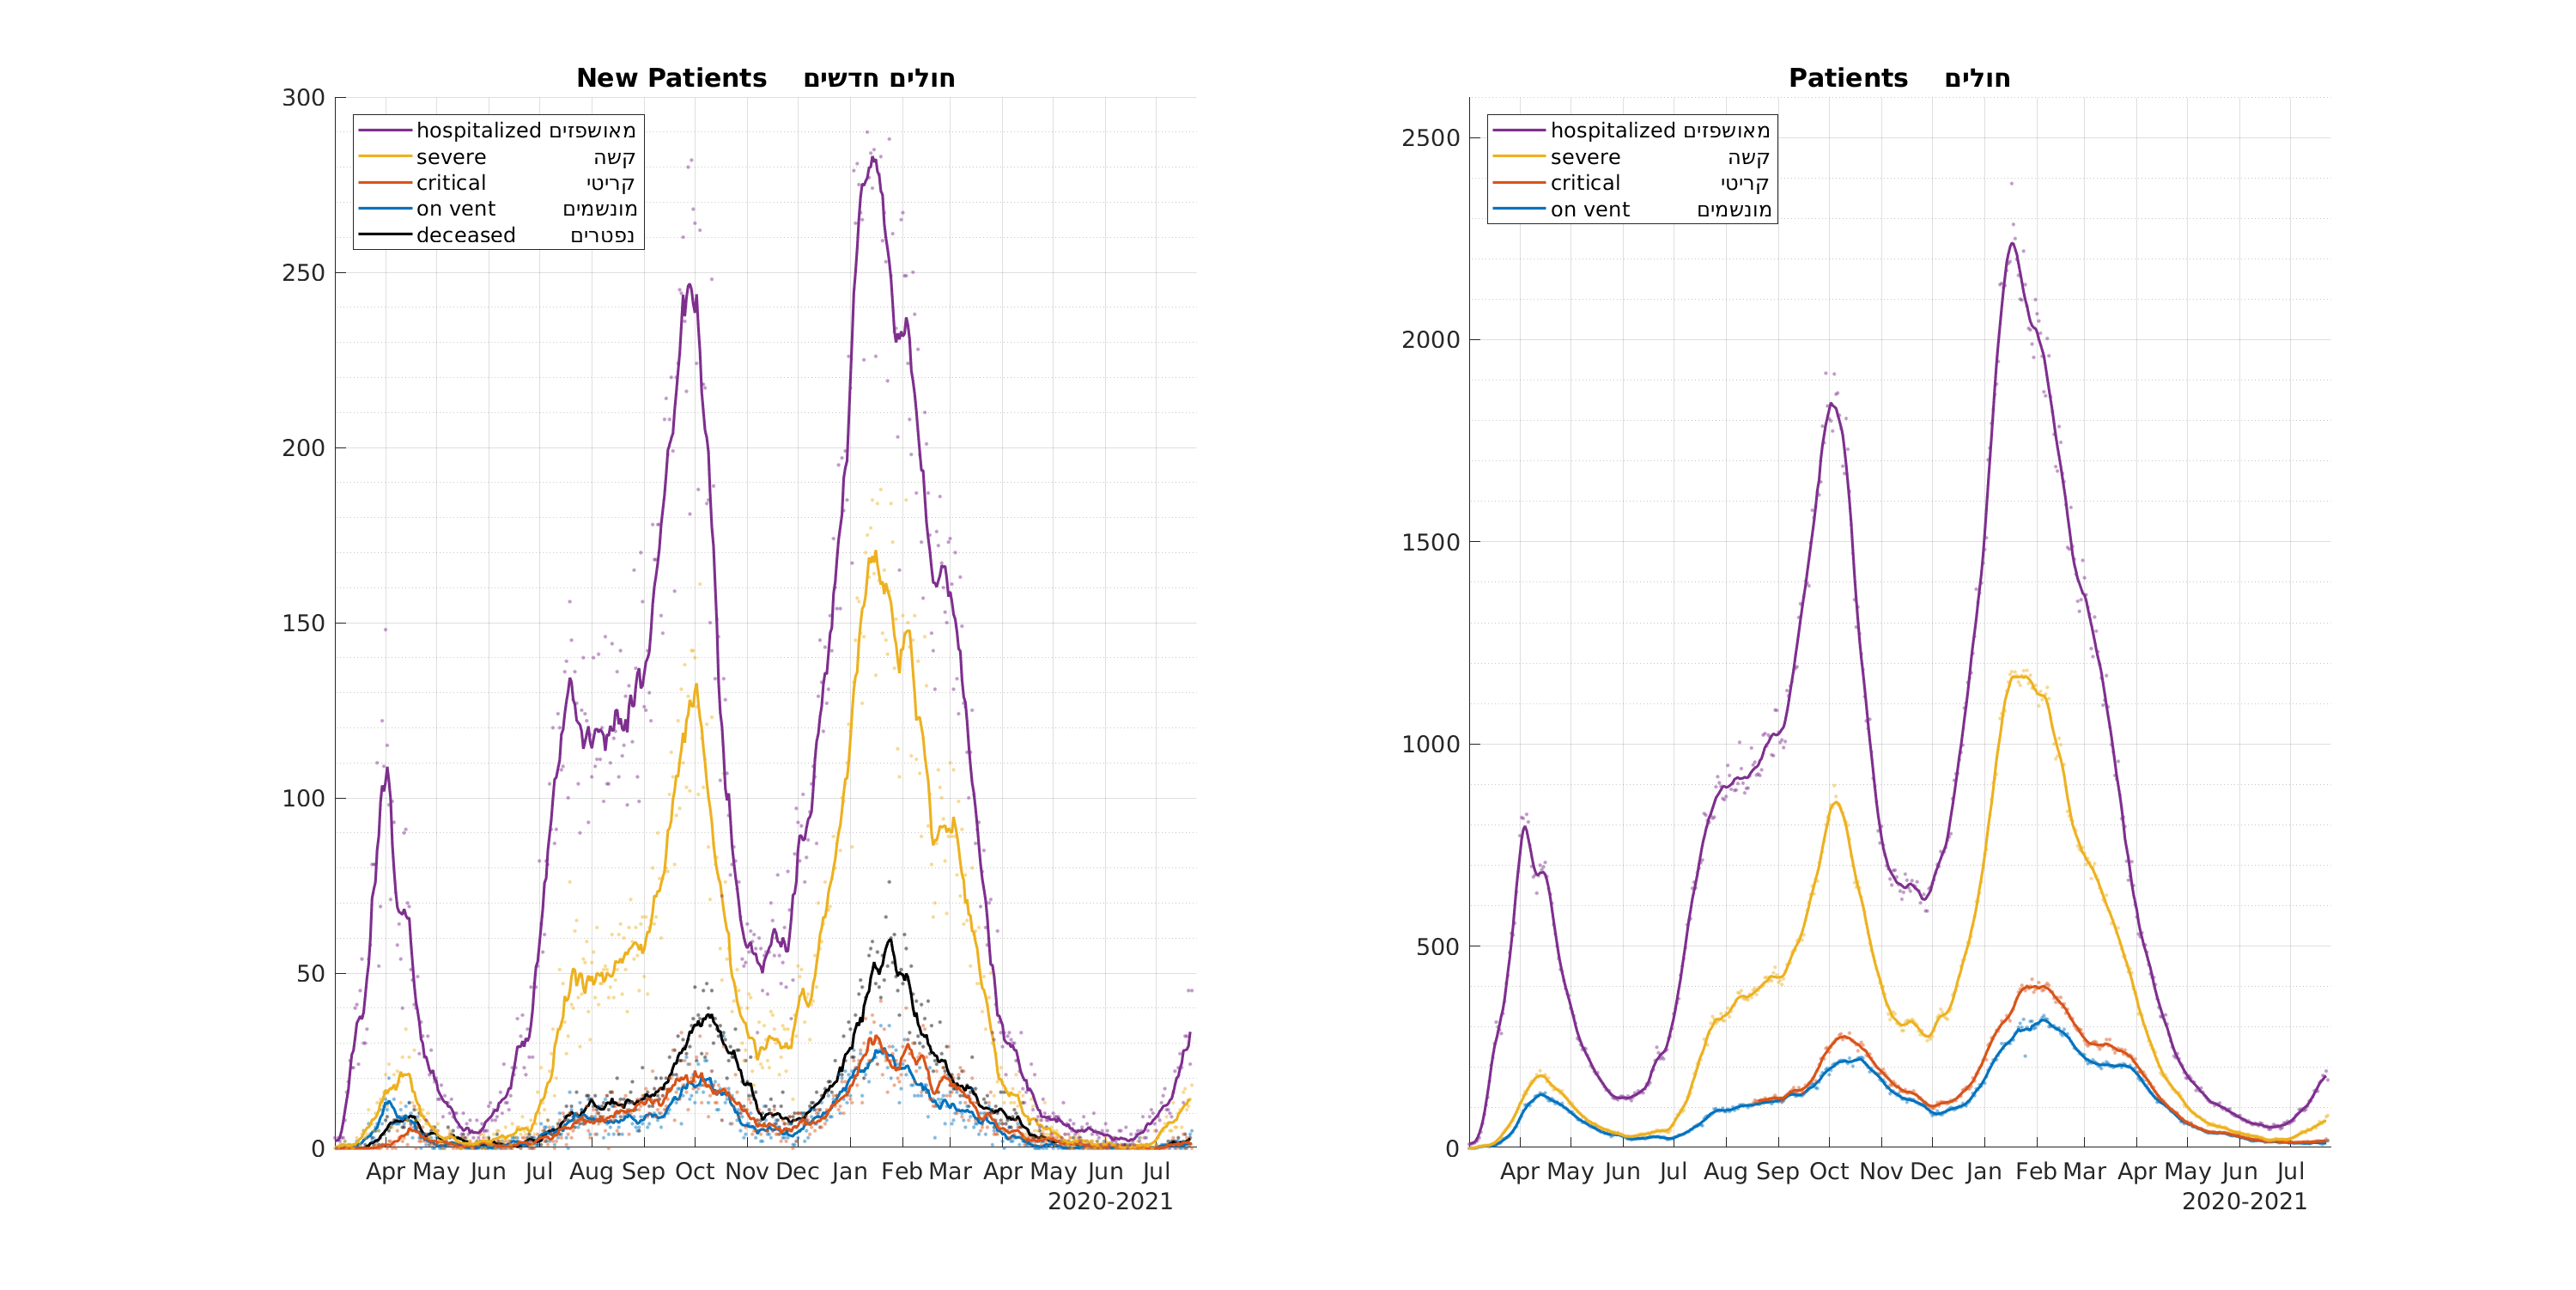 New Patients חולים חדשים
300
250
200
150
100
50
0
hospitalized מאושפזים
severe קשה
critical קריטי
on vent מונשמים
deceased נפטרים
Apr May Jun Jul Aug Sep Oct Nov Dec Jan Feb Mar Apr May Jun Jul
2020-2021
Patients חולים
2500
2000
1500
1000
500
0
hospitalized מאושפזים
severe קשה
critical קריטי
on vent מונשמים
Apr May Jun Jul Aug Sep Oct Nov Dec Jan Feb Mar Apr May Jun Jul
2020-2021